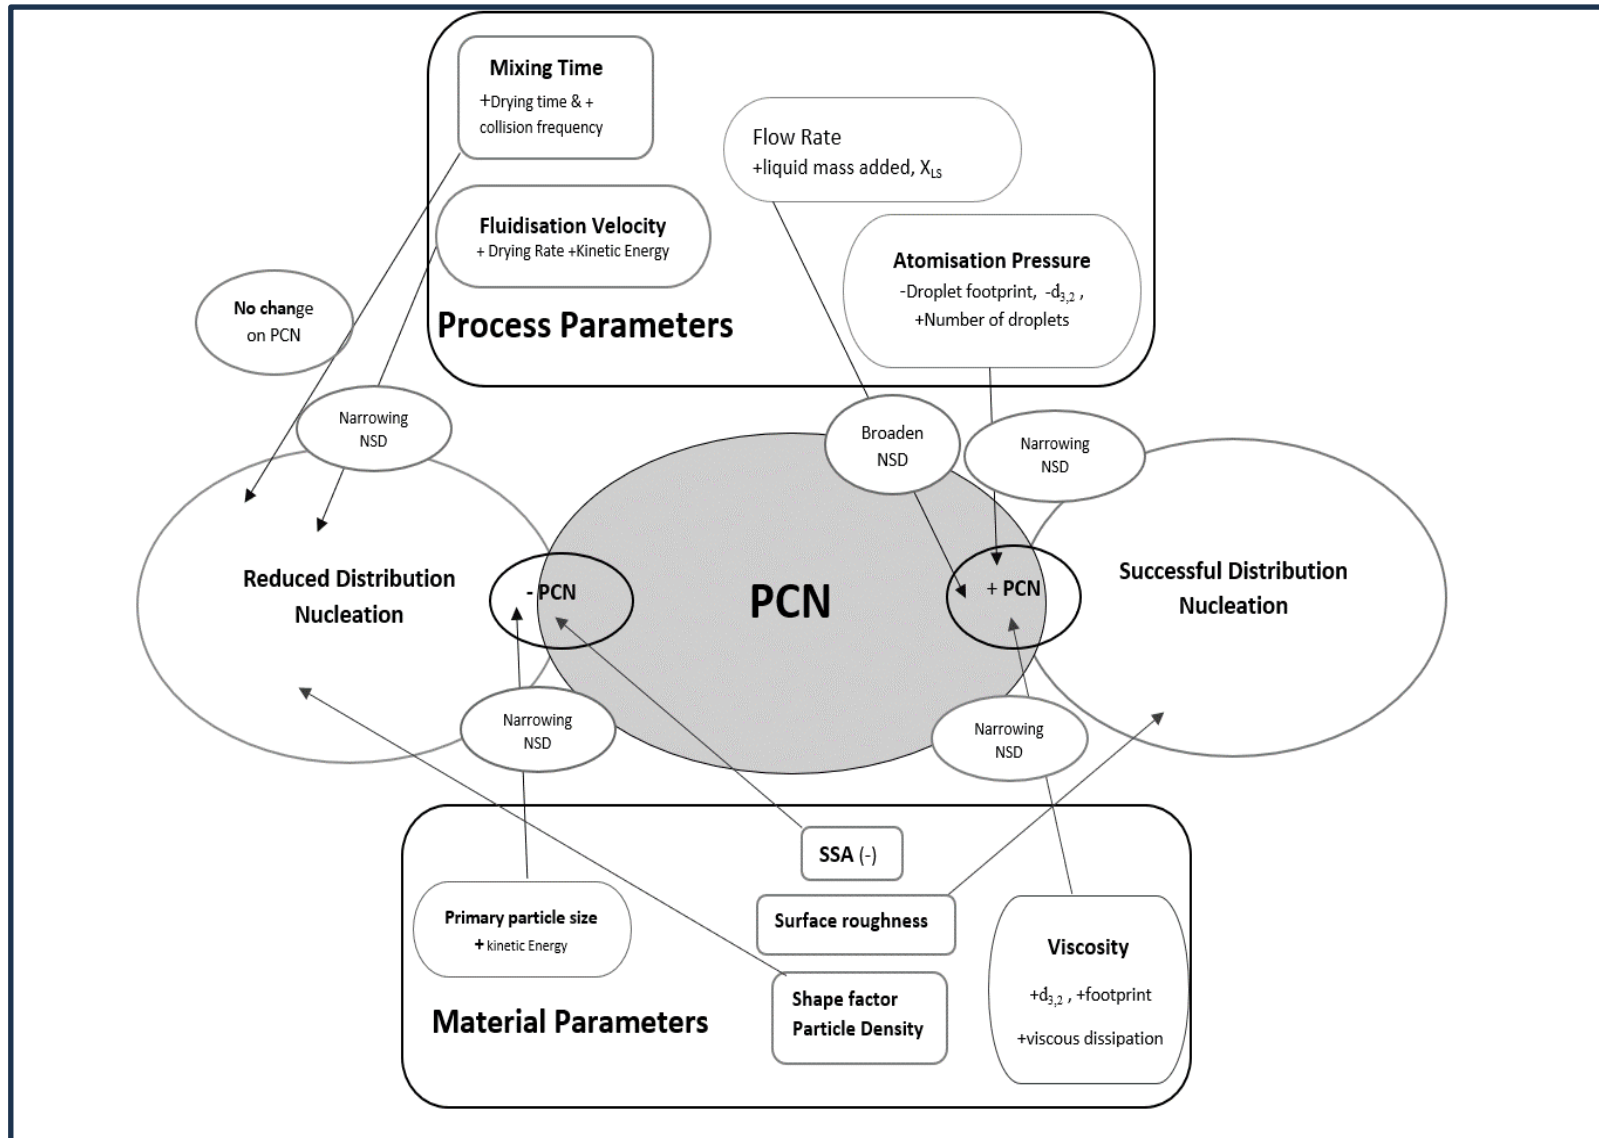 Mixing Time
+Drying time & +
collision frequency
Flow Rate
+liquid mass added, X_LS
Fluidisation Velocity
+ Drying Rate +Kinetic Energy
Atomisation Pressure
-Droplet footprint, -d_3,2 ,
+Number of droplets
Process Parameters
No change
on PCN
Narrowing
NSD
Broaden
NSD
Narrowing
NSD
Reduced Distribution
Nucleation
- PCN
PCN
+ PCN
Successful Distribution
Nucleation
Narrowing
NSD
Narrowing
NSD
SSA (-)
Primary particle size
+ kinetic Energy
Surface roughness
Viscosity
+d_3,2 , +footprint
+viscous dissipation
Shape factor
Particle Density
Material Parameters